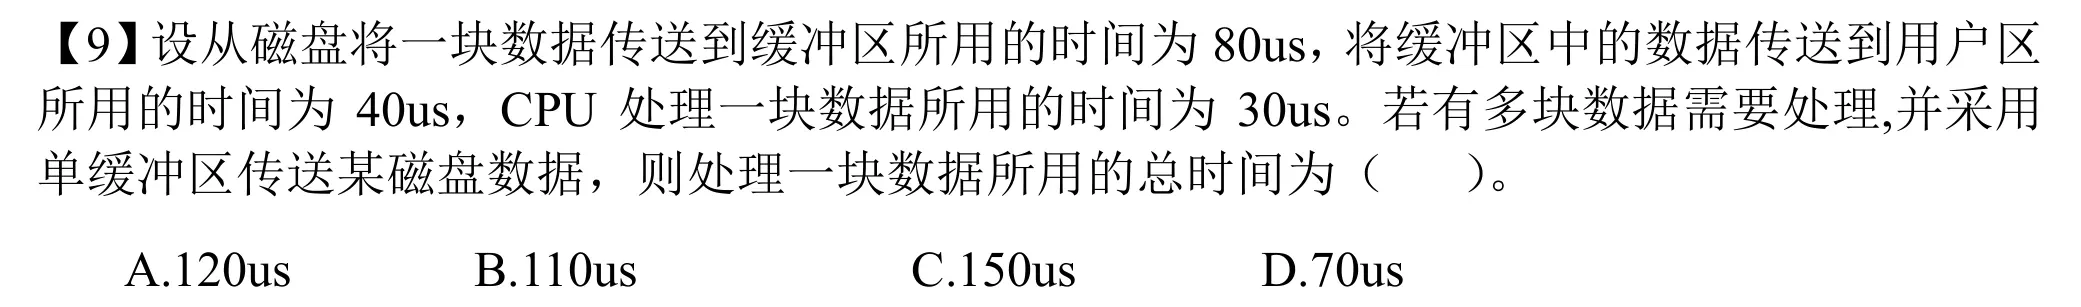 【9】设从磁盘将一块数据传送到缓冲区所用的时间为 80us，将缓冲区中的数据传送到用户区
所用的时间为 40us，CPU 处理一块数据所用的时间为 30us。若有多块数据需要处理,并采用
单缓冲区传送某磁盘数据，则处理一块数据所用的总时间为（ ）。
A.120us B.110us C.150us D.70us